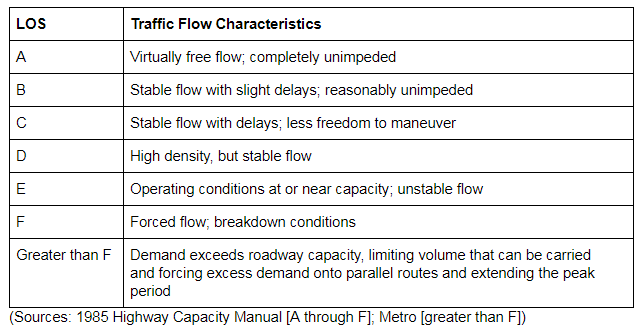 LOS Traffic Flow Characteristics
A Virtually free flow; completely unimpeded
B Stable flow with slight delays; reasonably unimpeded
C Stable flow with delays; less freedom to maneuver
D High density, but stable flow
E Operating conditions at or near capacity; unstable flow
F Forced flow; breakdown conditions
Greater than F Demand exceeds roadway capacity, limiting volume that can be carried
and forcing excess demand onto parallel routes and extending the peak
period
(Sources: 1985 Highway Capacity Manual [A through F]; Metro [greater than F])